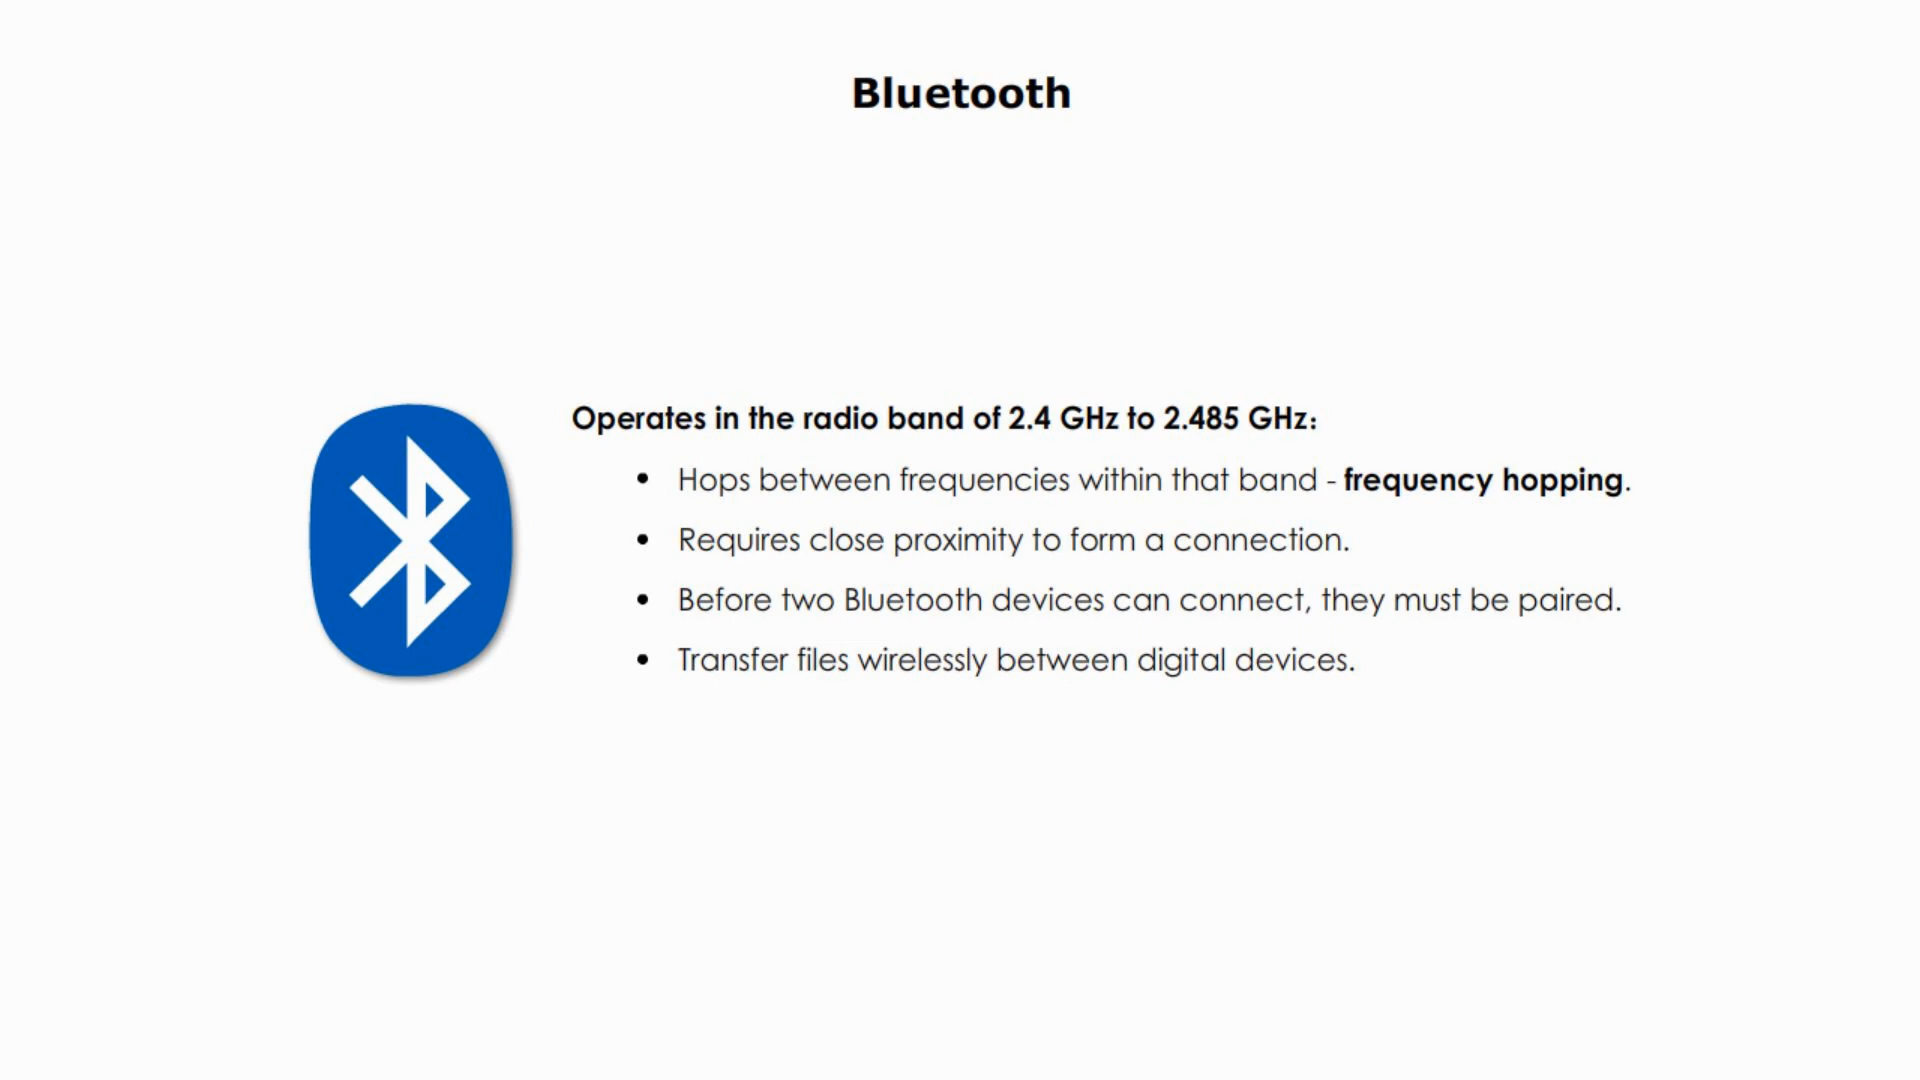 Bluetooth
Operates in the radio band of 2.4 GHz to 2.485 GHz:
• Hops between frequencies within that band - frequency hopping.
• Requires close proximity to form a connection.
• Before two Bluetooth devices can connect, they must be paired.
• Transfer files wirelessly between digital devices.